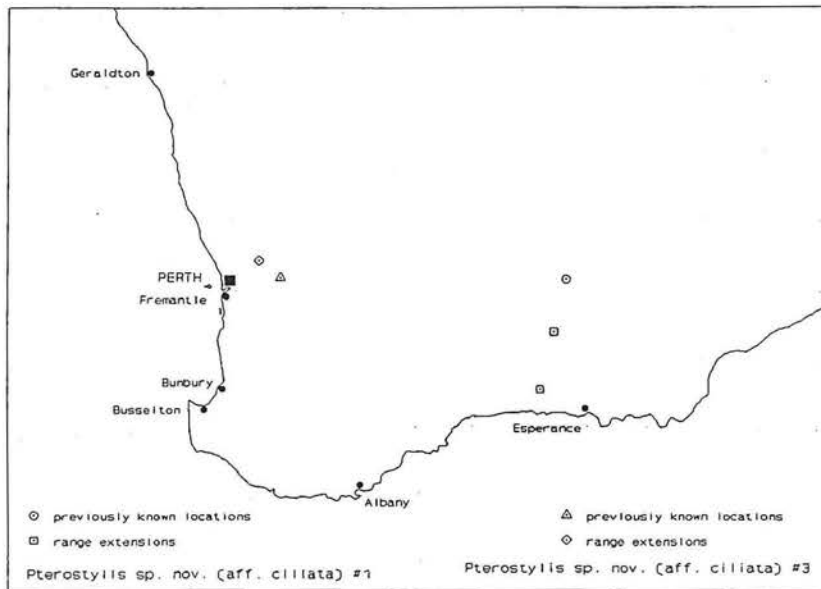 Geraldton
PERTH
Fremantle
Bunbury
Busselton
Esperance
Albany
previously known locations
range extensions
Pterostylis sp. nov. (aff. ciliata) #1
previously known locations
range extensions
Pterostylis sp. nov. (aff. ciliata) #3